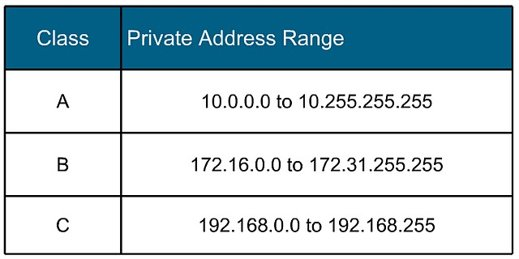 Class Private Address Range
A 10.0.0.0 to 10.255.255.255
B 172.16.0.0 to 172.31.255.255
C 192.168.0.0 to 192.168.255